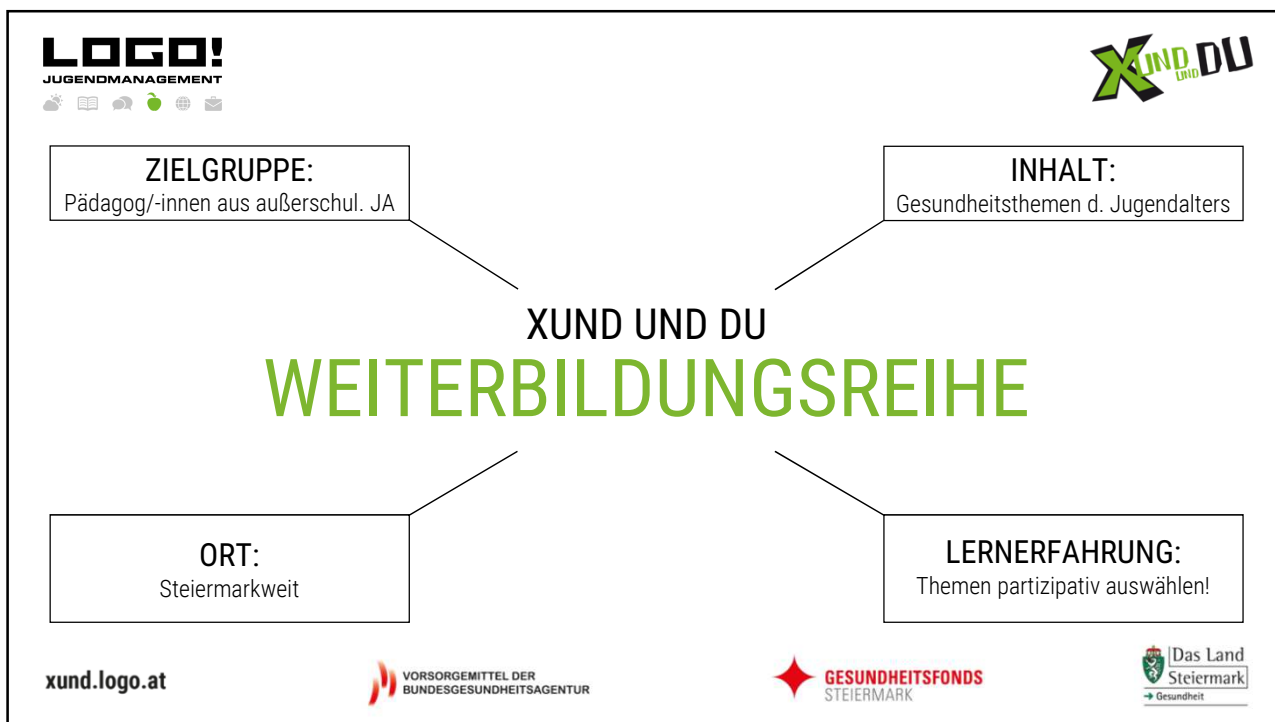 LOGO!
JUGENDMANAGEMENT
XUND UND DU
ZIELGRUPPE:
Pädagog/-innen aus außerschul. JA
INHALT:
Gesundheitsthemen d. Jugendalters
XUND UND DU
WEITERBILDUNGSREIHE
ORT:
Steiermarkweit
LERNERFAHRUNG:
Themen partizipativ auswählen!
xund.logo.at
VORSORGEMITTEL DER
BUNDESGESUNDHEITSAGENTUR
GESUNDHEITSFONDS
STEIERMARK
Das Land
Steiermark
→ Gesundheit